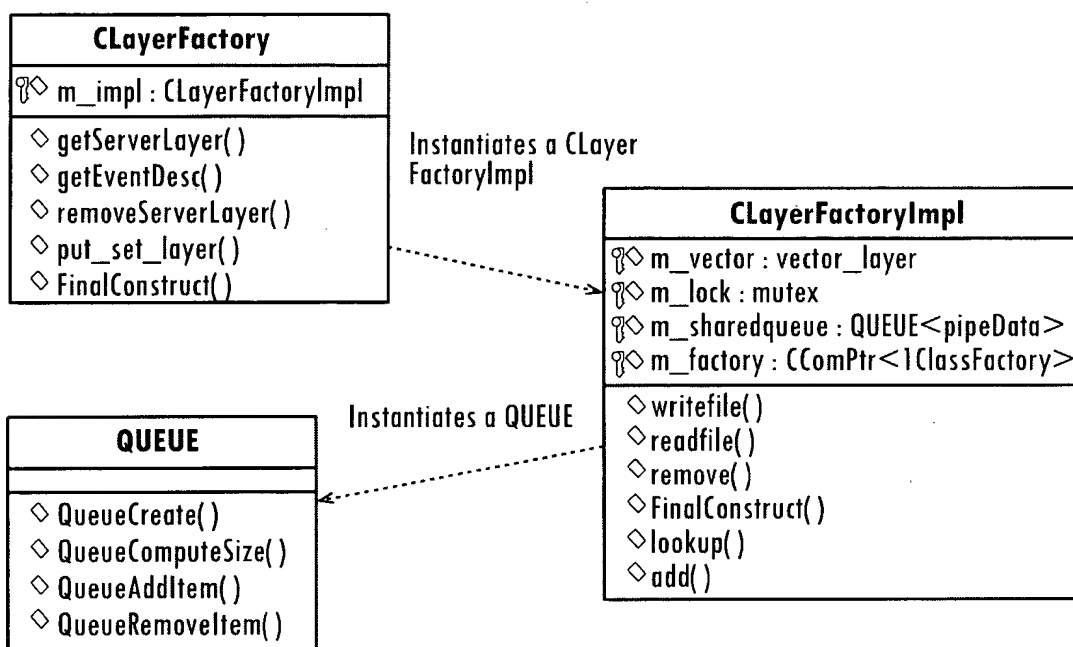 CLayerFactory
m_impl : CLayerFactoryImpl
getServerLayer()
getEventDesc()
removeServerLayer()
put_set_layer()
FinalConstruct()
Instantiates a CLayer
FactoryImpl
CLayerFactoryImpl
m_vector : vector_layer
m_lock : mutex
m_sharedqueue : QUEUE<pipeData>
m_factory : CComPtr<1ClassFactory>
writefile()
readfile()
remove()
FinalConstruct()
lookup()
add()
Instantiates a QUEUE
QUEUE
QueueCreate()
QueueComputeSize()
QueueAddItem()
QueueRemoveItem()